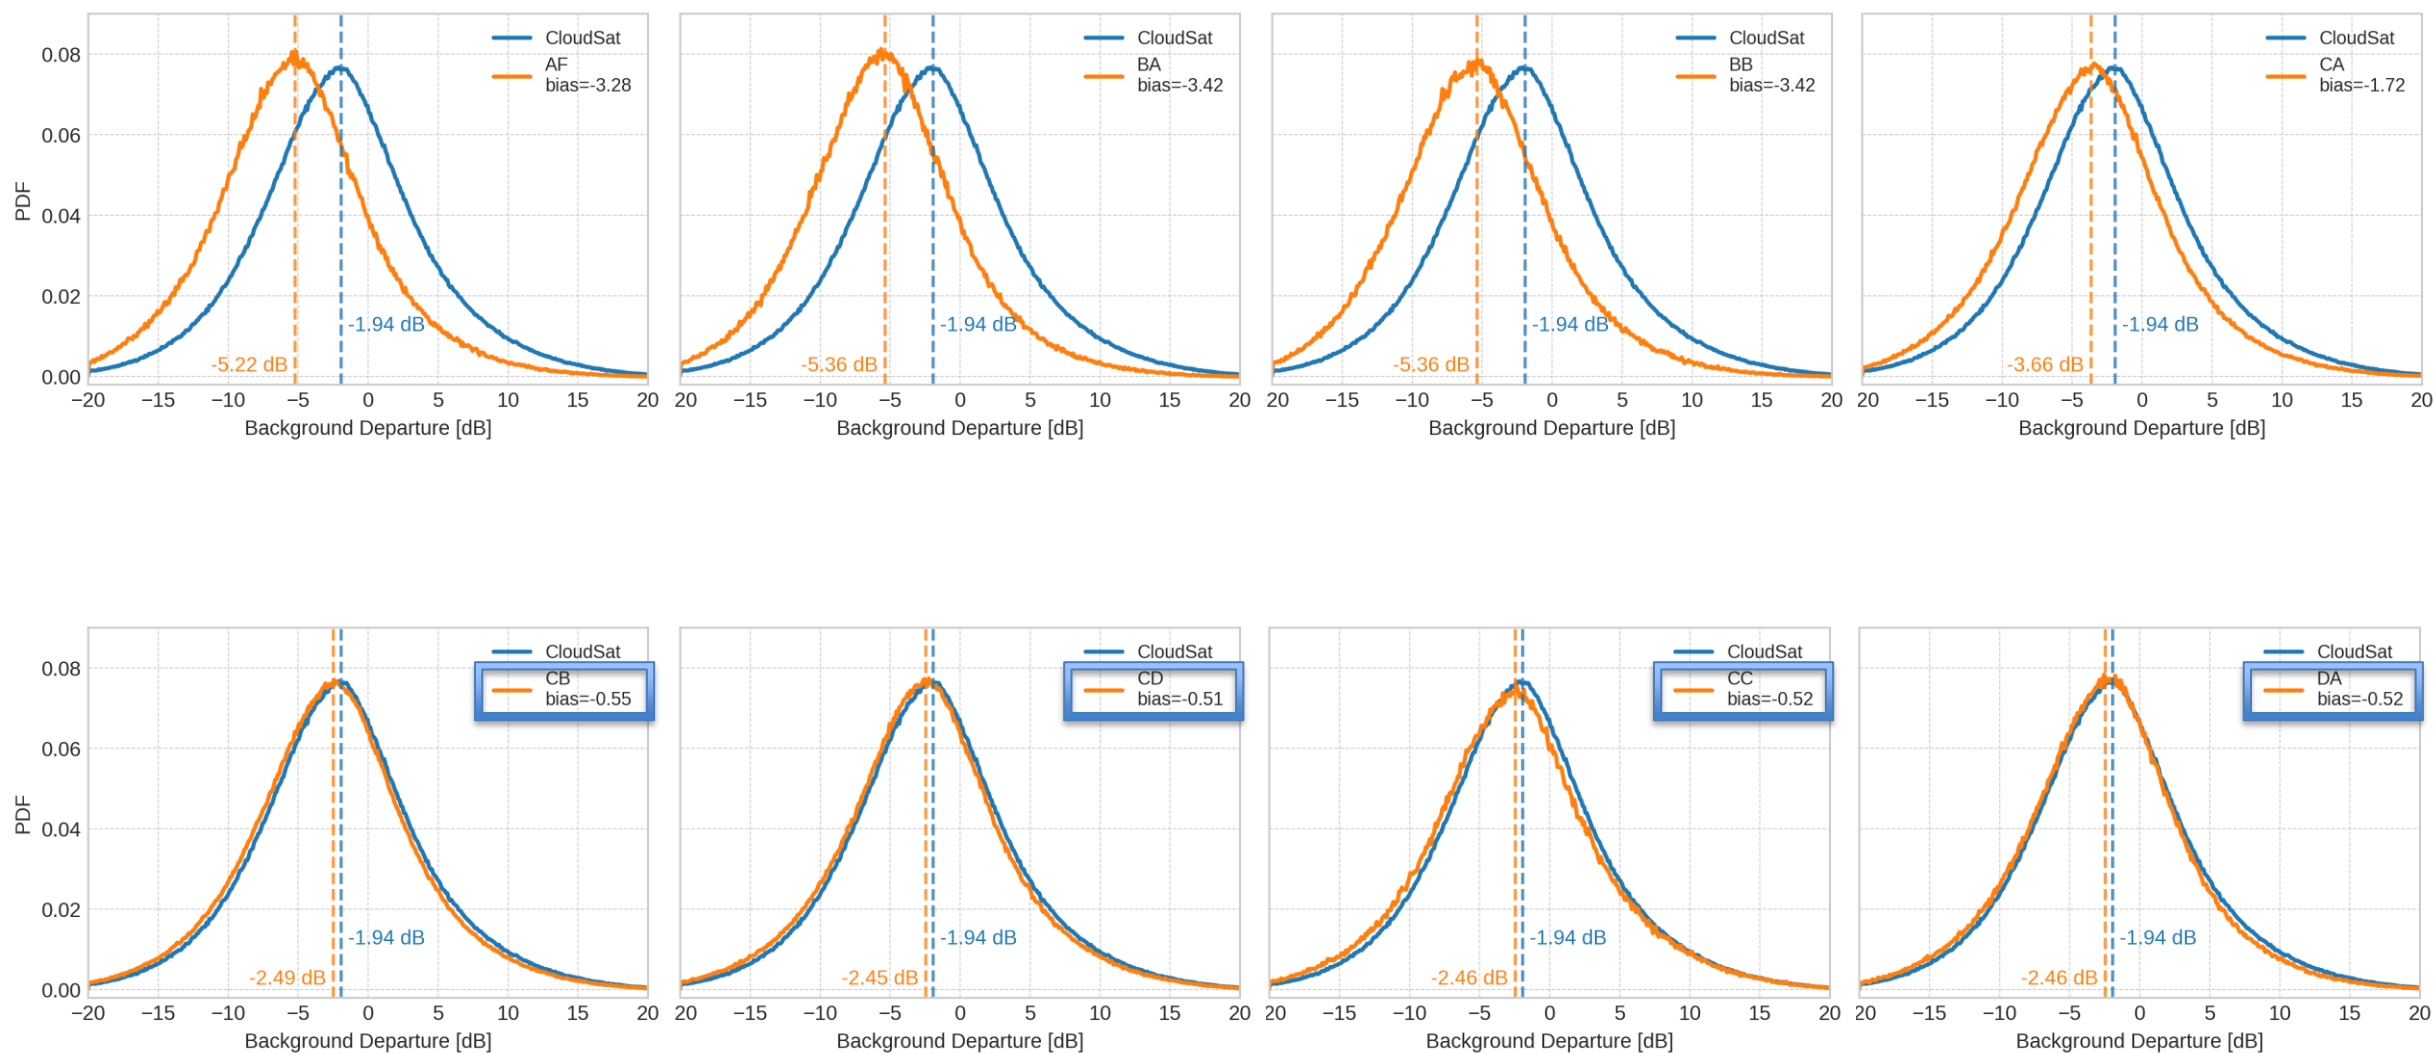 CloudSat
AF
bias=-3.28
0.08
0.06
0.04
0.02
0.00
PDF
-1.94 dB
-5.22 dB
−20 −15 −10 −5 0 5 10 15 20
Background Departure [dB]
CloudSat
BA
bias=-3.42
-1.94 dB
-5.36 dB
20 −15 −10 −5 0 5 10 15 20
Background Departure [dB]
CloudSat
BB
bias=-3.42
-1.94 dB
-5.36 dB
20 −15 −10 −5 0 5 10 15 20
Background Departure [dB]
CloudSat
CA
bias=-1.72
-1.94 dB
-3.66 dB
20 −15 −10 −5 0 5 10 15 20
Background Departure [dB]
CloudSat
CB
bias=-0.55
0.08
0.06
0.04
0.02
0.00
PDF
-1.94 dB
-2.49 dB
−20 −15 −10 −5 0 5 10 15 20
Background Departure [dB]
CloudSat
CD
bias=-0.51
-1.94 dB
-2.45 dB
20 −15 −10 −5 0 5 10 15 20
Background Departure [dB]
CloudSat
CC
bias=-0.52
-1.94 dB
-2.46 dB
20 −15 −10 −5 0 5 10 15 20
Background Departure [dB]
CloudSat
DA
bias=-0.52
-1.94 dB
-2.46 dB
20 −15 −10 −5 0 5 10 15 20
Background Departure [dB]